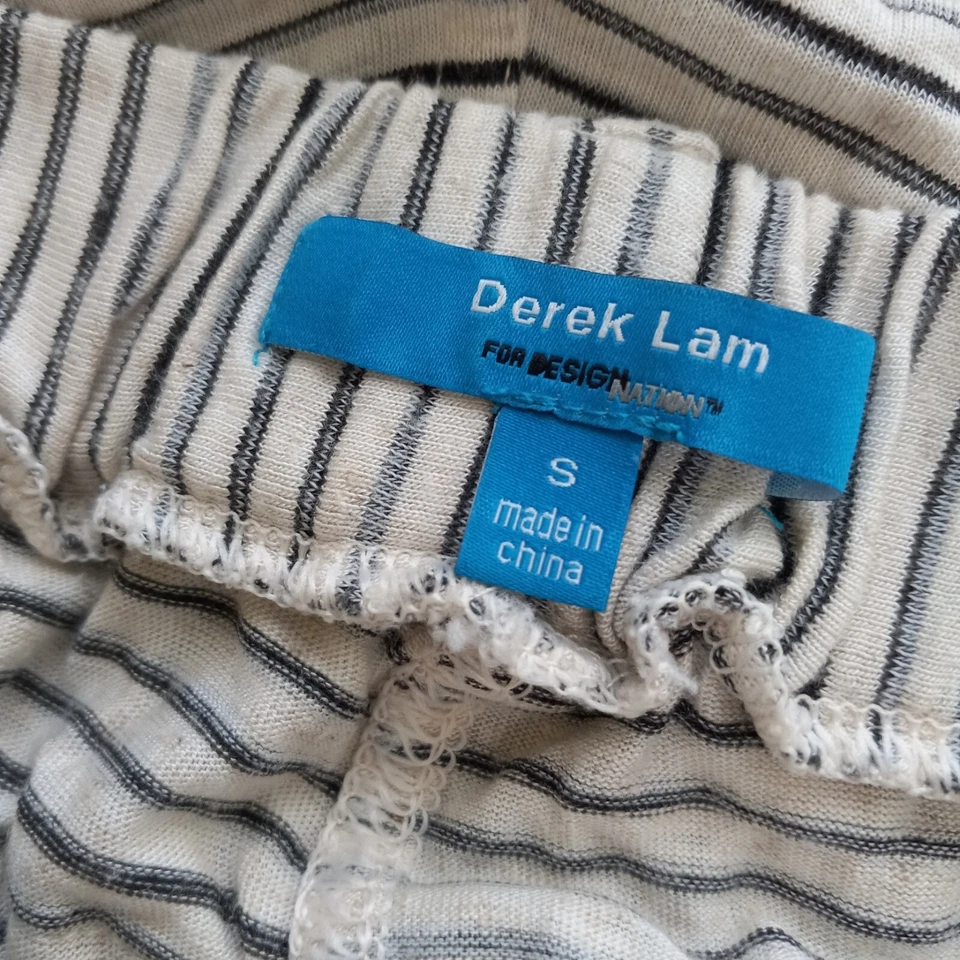 Derek Lam
FOR DESIGNNATION™
S
made in
china